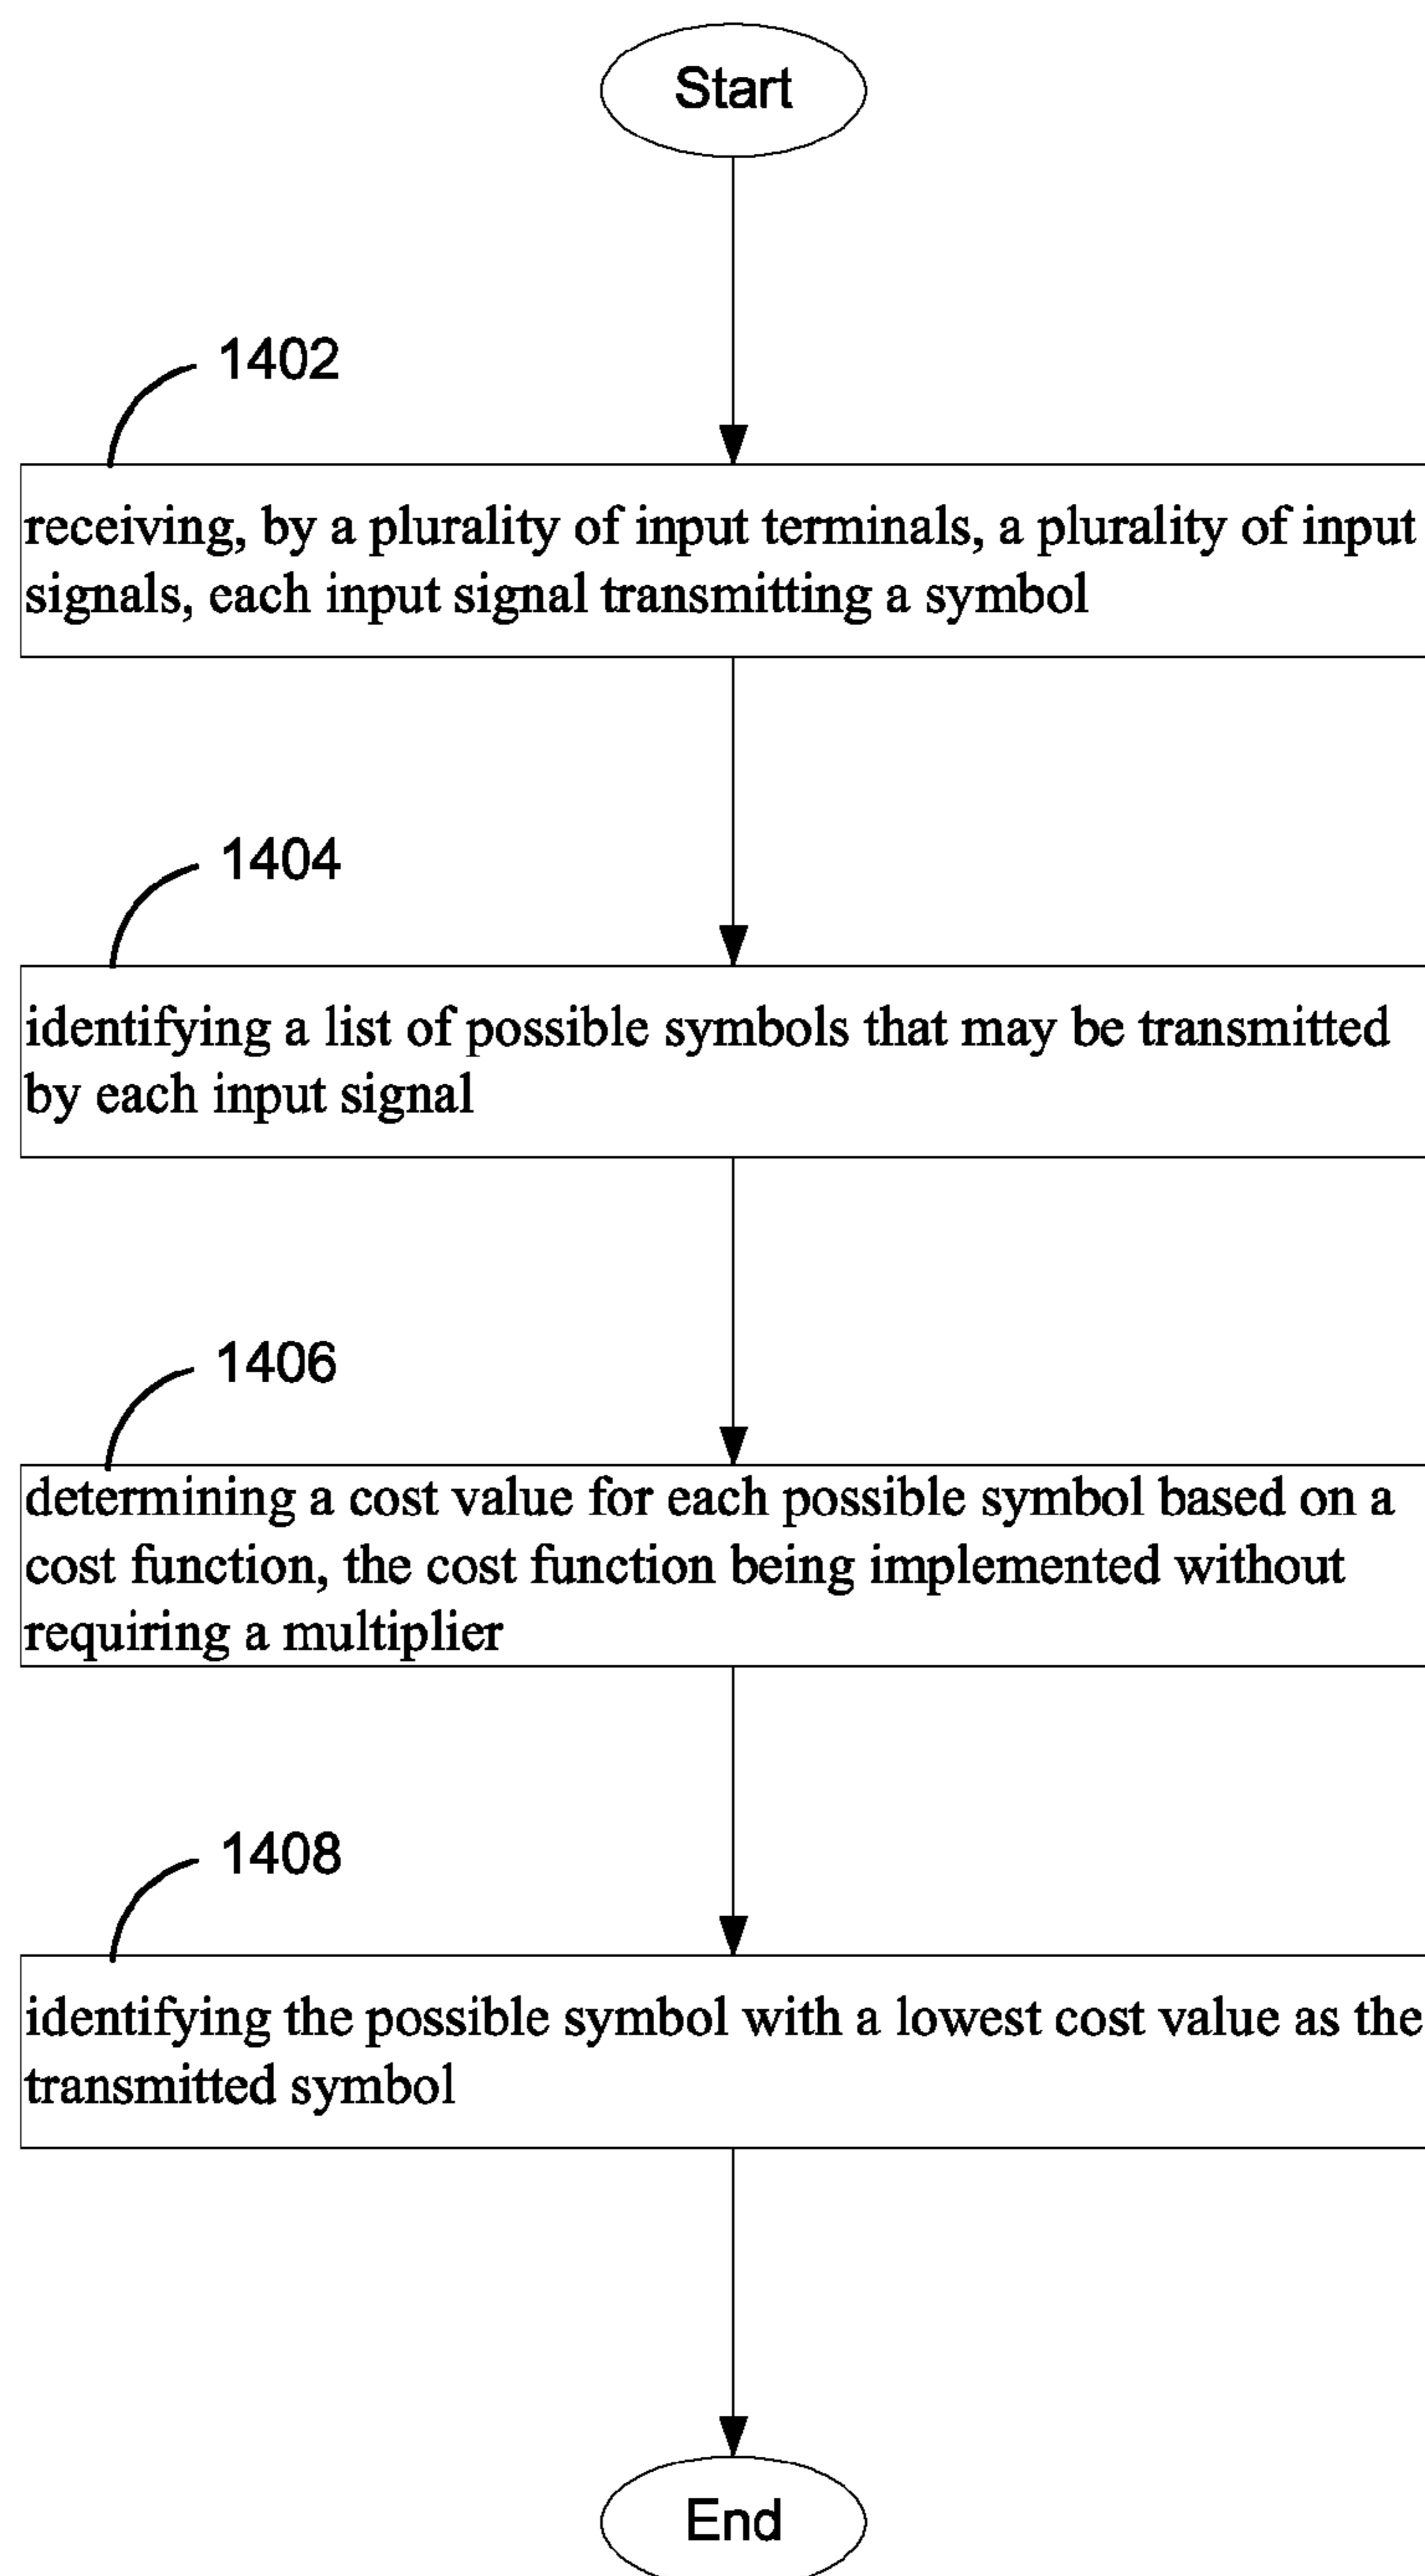 Start
1402
receiving, by a plurality of input terminals, a plurality of input
signals, each input signal transmitting a symbol
1404
identifying a list of possible symbols that may be transmitted
by each input signal
1406
determining a cost value for each possible symbol based on a
cost function, the cost function being implemented without
requiring a multiplier
1408
identifying the possible symbol with a lowest cost value as the
transmitted symbol
End